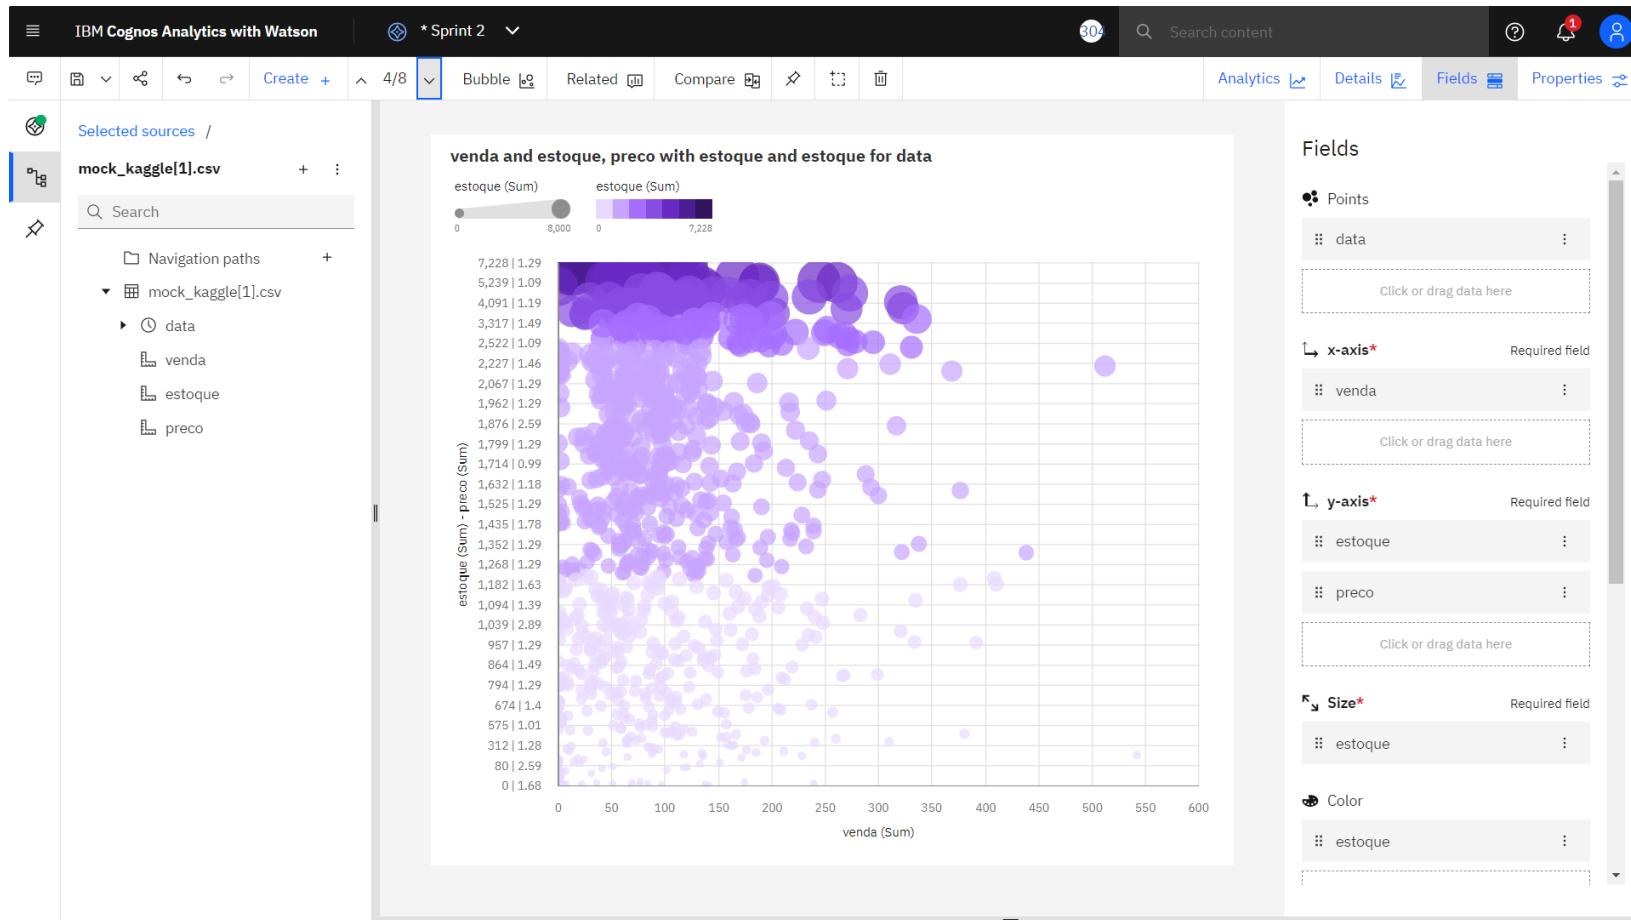 IBM Cognos Analytics with Watson
* Sprint 2
304
Search content
1
Create +
4/8
Bubble
Related
Compare
Analytics
Details
Fields
Properties
Selected sources /
mock_kaggle[1].csv
Search
Navigation paths
mock_kaggle[1].csv
data
venda
estoque
preco
venda and estoque, preco with estoque and estoque for data
estoque (Sum)
0 8,000
estoque (Sum)
0 7,228
estoque (Sum) - preco (Sum)
7,228 | 1.29
5,239 | 1.09
4,091 | 1.19
3,317 | 1.49
2,522 | 1.09
2,227 | 1.46
2,067 | 1.29
1,962 | 1.29
1,876 | 2.59
1,799 | 1.29
1,714 | 0.99
1,632 | 1.18
1,525 | 1.29
1,435 | 1.78
1,352 | 1.29
1,268 | 1.29
1,182 | 1.63
1,094 | 1.39
1,039 | 2.89
957 | 1.29
864 | 1.49
794 | 1.29
674 | 1.4
575 | 1.01
312 | 1.28
80 | 2.59
0 | 1.68
0 50 100 150 200 250 300 350 400 450 500 550 600
venda (Sum)
Fields
Points
data
Click or drag data here
x-axis* Required field
venda
Click or drag data here
y-axis* Required field
estoque
preco
Click or drag data here
Size* Required field
estoque
Color
estoque